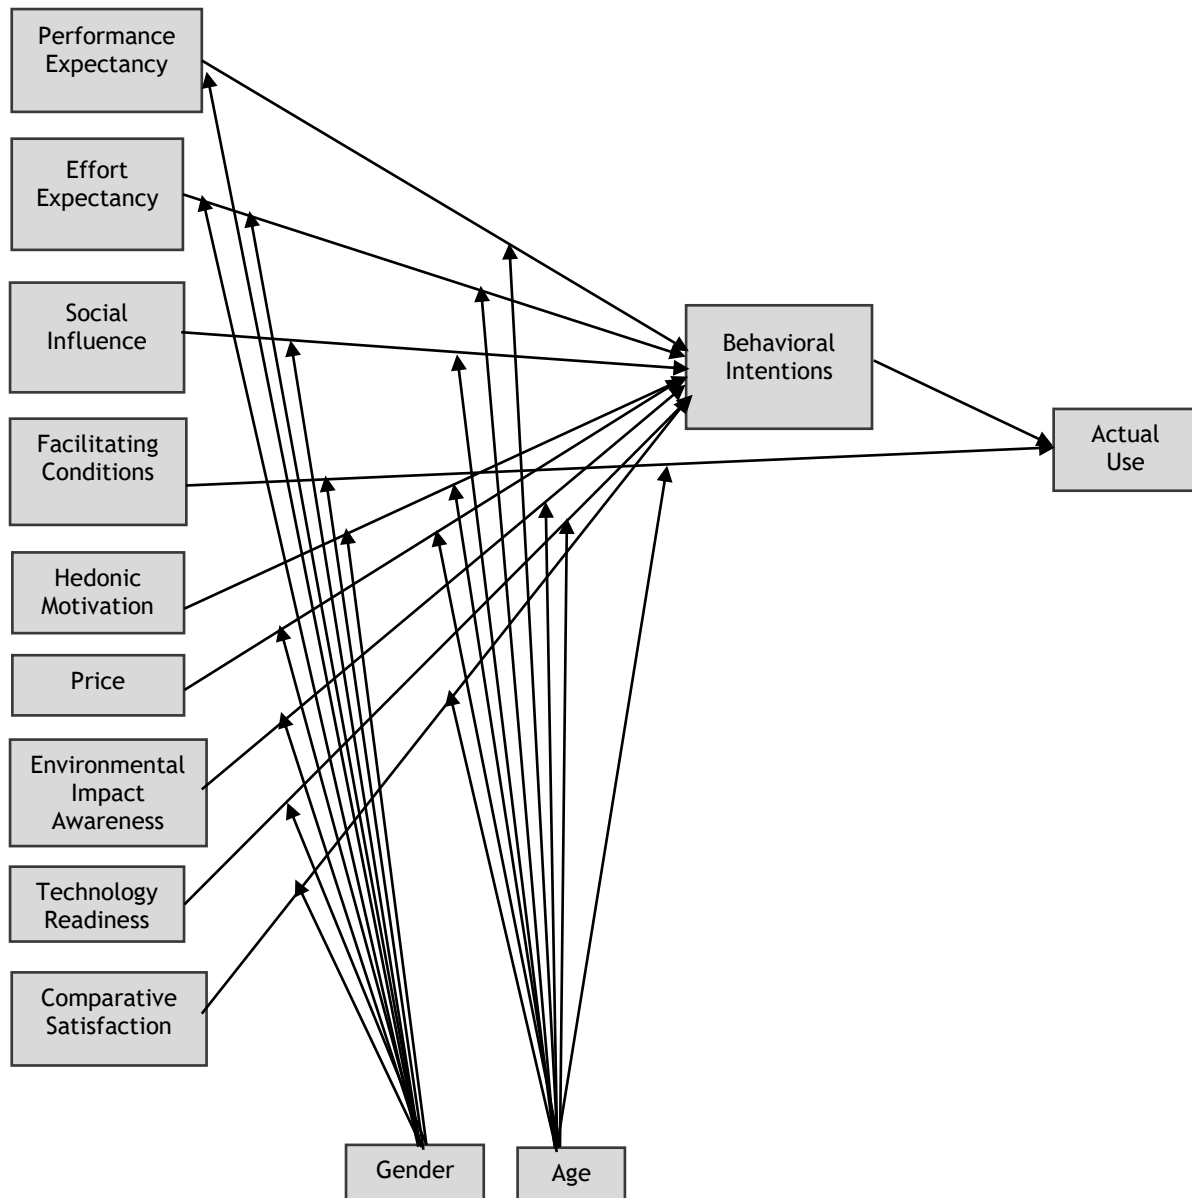 Performance
Expectancy
Effort
Expectancy
Social
Influence
Facilitating
Conditions
Hedonic
Motivation
Price
Environmental
Impact
Awareness
Technology
Readiness
Comparative
Satisfaction
Behavioral
Intentions
Actual
Use
Gender
Age